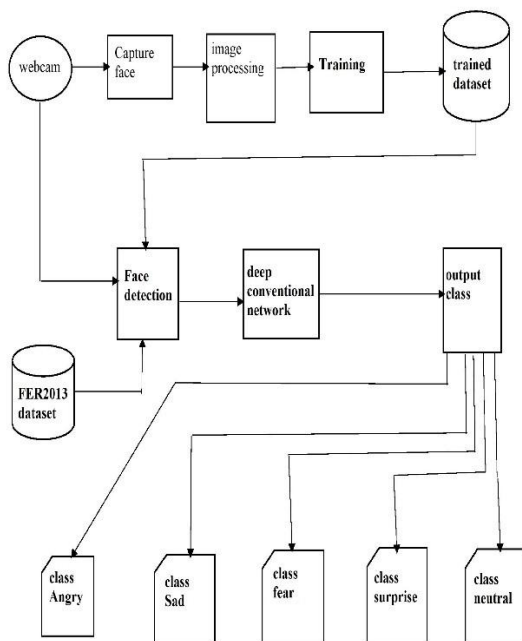 webcam
Capture
face
image
processing
Training
trained
dataset
Face
detection
deep
conventional
network
output
class
FER2013
dataset
class
Angry
class
Sad
class
fear
class
surprise
class
neutral